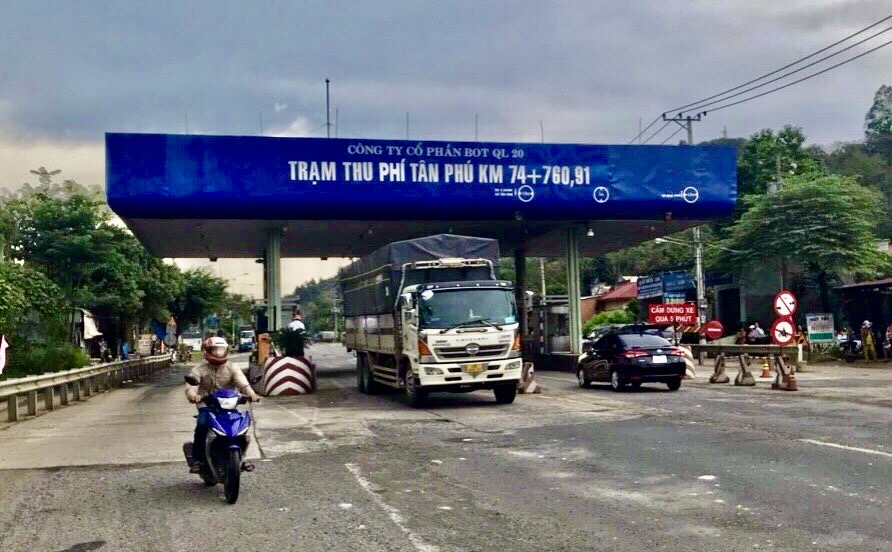 CÔNG TY CỔ PHẦN BOT QL 20
TRẠM THU PHÍ TÂN PHÚ KM 74+760,91
CẤM DỪNG XE
QUÁ 5 PHÚT
HINO